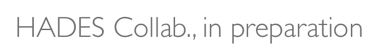 HADES Collab., in preparation